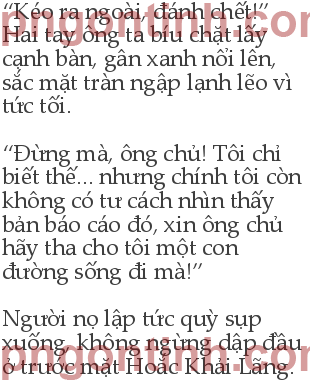 “Kéo ra ngoài, đánh chết!”
Hai tay ông ta bíu chặt lấy
cạnh bàn, gân xanh nổi lên,
sắc mặt tràn ngập lạnh lẽo vì
tức tối.
“Đừng mà, ông chủ! Tôi chỉ
biết thế... nhưng chính tôi còn
không có tư cách nhìn thấy
bản báo cáo đó, xin ông chủ
hãy tha cho tôi một con
đường sống đi mà!”
Người nọ lập tức quỳ sụp
xuống, không ngừng dập đầu
ở trước mặt Hoắc Khải Lãng.